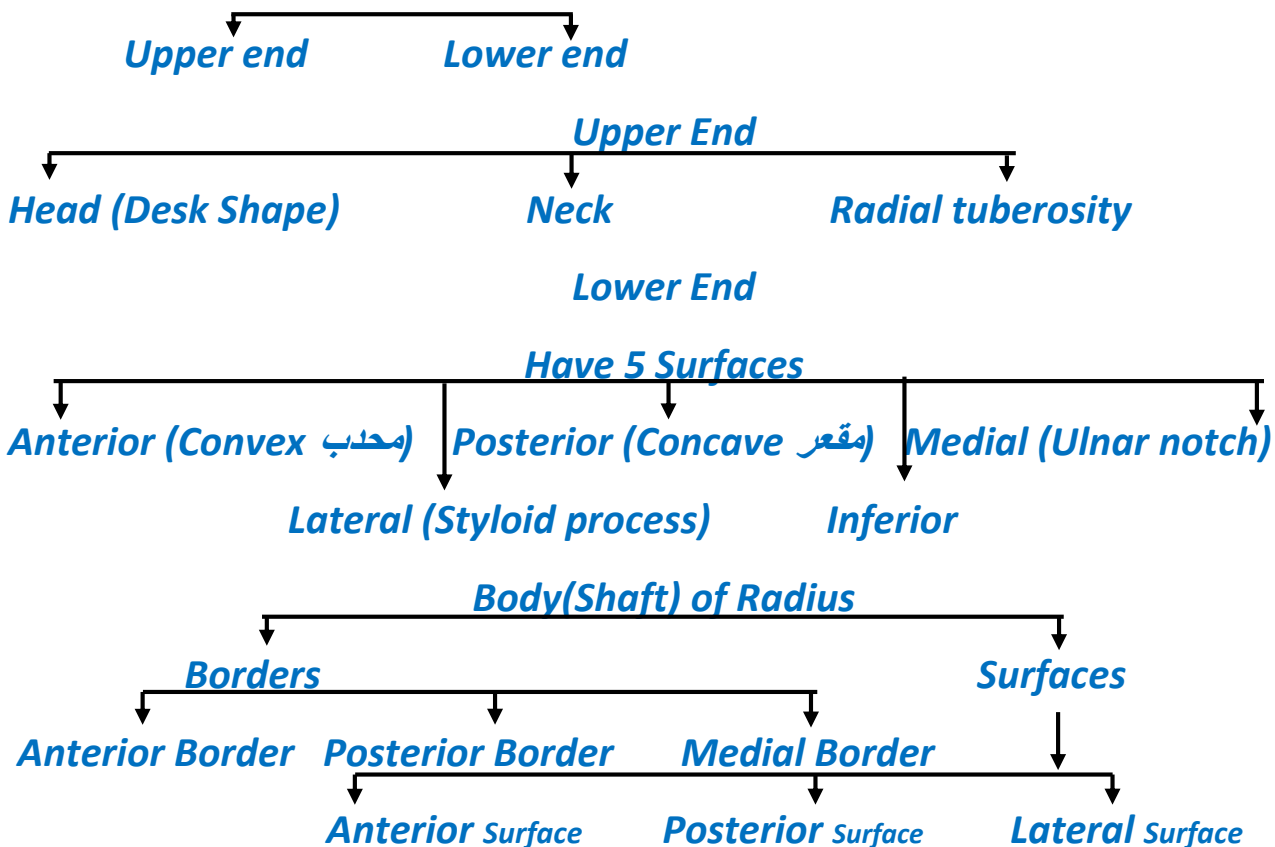 Upper end Lower end
Upper End
Head (Desk Shape) Neck Radial tuberosity
Lower End
Have 5 Surfaces
Anterior (Convex محدب) Posterior (Concave مقعر) Medial (Ulnar notch)
Lateral (Styloid process) Inferior
Body(Shaft) of Radius
Borders Surfaces
Anterior Border Posterior Border Medial Border
Anterior Surface Posterior Surface Lateral Surface